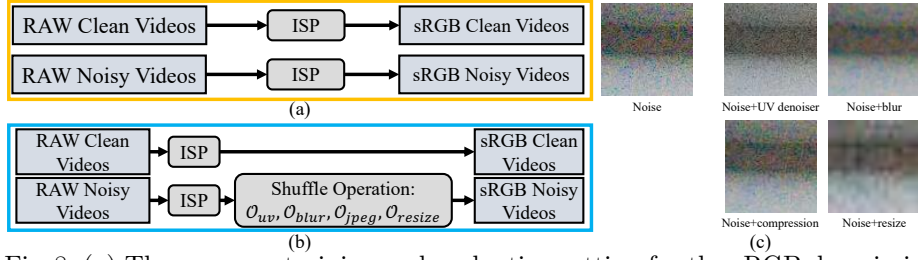 RAW Clean Videos
ISP
sRGB Clean Videos
RAW Noisy Videos
ISP
sRGB Noisy Videos
(a)
RAW Clean
Videos
ISP
sRGB Clean
Videos
RAW Noisy
Videos
ISP
Shuffle Operation:
𝒪uv, 𝒪blur, 𝒪jpeg, 𝒪resize
sRGB Noisy
Videos
(b)
Noise
Noise+UV denoiser
Noise+blur
Noise+compression
Noise+resize
(c)